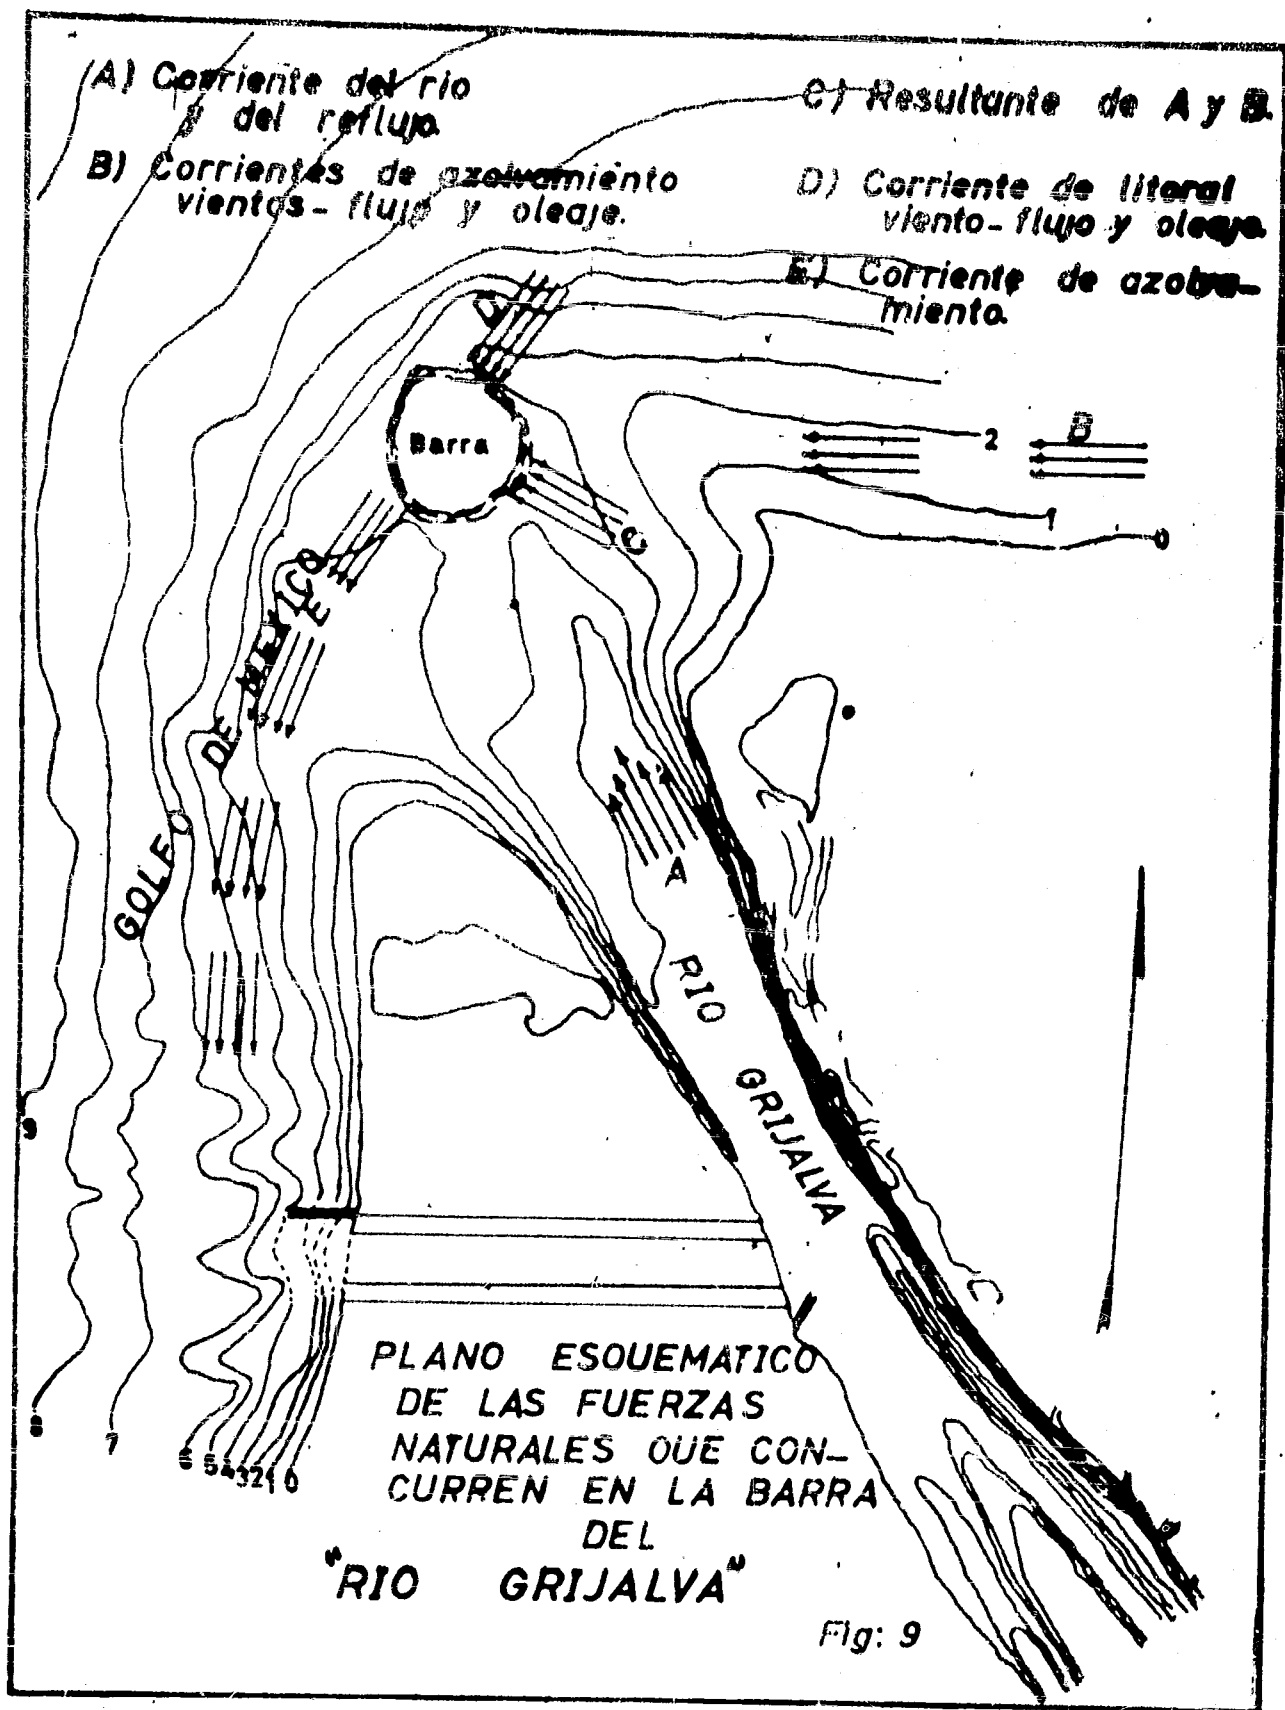 (A) Corriente del rio
y del reflujo.
B) Corrientes de azolvamiento
vientos- flujo y oleaje.
C) Resultante de A y B.
D) Corriente de litoral
viento- flujo y oleaje.
E) Corriente de azolva-
miento.
D
Barra
B
2
1
0
C
E
GOLFO DE MEXICO
A
RIO GRIJALVA
9
8
7
6 5 4 3 2 1 0
PLANO ESQUEMATICO
DE LAS FUERZAS
NATURALES QUE CON-
CURREN EN LA BARRA
DEL
"RIO GRIJALVA"
Fig: 9